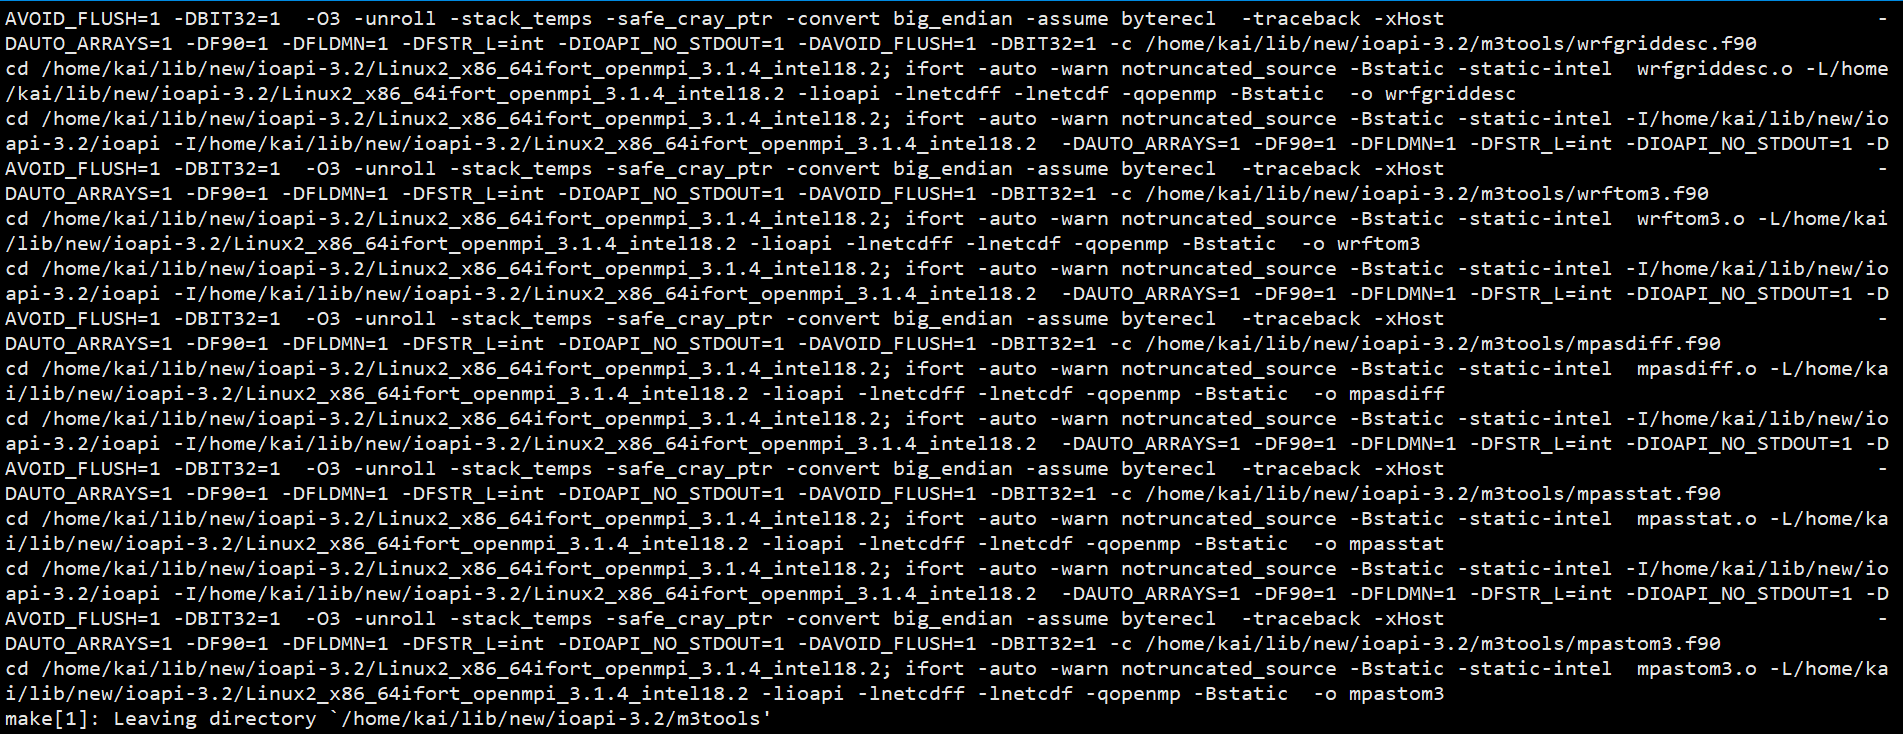 AVOID_FLUSH=1 -DBIT32=1  -O3 -unroll -stack_temps -safe_cray_ptr -convert big_endian -assume byterecl  -traceback -xHost                                    -
DAUTO_ARRAYS=1 -DF90=1 -DFLDMN=1 -DFSTR_L=int -DIOAPI_NO_STDOUT=1 -DAVOID_FLUSH=1 -DBIT32=1 -c /home/kai/lib/new/ioapi-3.2/m3tools/wrfgriddesc.f90
cd /home/kai/lib/new/ioapi-3.2/Linux2_x86_64ifort_openmpi_3.1.4_intel18.2; ifort -auto -warn notruncated_source -Bstatic -static-intel  wrfgriddesc.o -L/home
/kai/lib/new/ioapi-3.2/Linux2_x86_64ifort_openmpi_3.1.4_intel18.2 -lioapi -lnetcdff -lnetcdf -qopenmp -Bstatic  -o wrfgriddesc
cd /home/kai/lib/new/ioapi-3.2/Linux2_x86_64ifort_openmpi_3.1.4_intel18.2; ifort -auto -warn notruncated_source -Bstatic -static-intel -I/home/kai/lib/new/io
api-3.2/ioapi -I/home/kai/lib/new/ioapi-3.2/Linux2_x86_64ifort_openmpi_3.1.4_intel18.2  -DAUTO_ARRAYS=1 -DF90=1 -DFLDMN=1 -DFSTR_L=int -DIOAPI_NO_STDOUT=1 -D
AVOID_FLUSH=1 -DBIT32=1  -O3 -unroll -stack_temps -safe_cray_ptr -convert big_endian -assume byterecl  -traceback -xHost                                    -
DAUTO_ARRAYS=1 -DF90=1 -DFLDMN=1 -DFSTR_L=int -DIOAPI_NO_STDOUT=1 -DAVOID_FLUSH=1 -DBIT32=1 -c /home/kai/lib/new/ioapi-3.2/m3tools/wrftom3.f90
cd /home/kai/lib/new/ioapi-3.2/Linux2_x86_64ifort_openmpi_3.1.4_intel18.2; ifort -auto -warn notruncated_source -Bstatic -static-intel  wrftom3.o -L/home/kai
/lib/new/ioapi-3.2/Linux2_x86_64ifort_openmpi_3.1.4_intel18.2 -lioapi -lnetcdff -lnetcdf -qopenmp -Bstatic  -o wrftom3
cd /home/kai/lib/new/ioapi-3.2/Linux2_x86_64ifort_openmpi_3.1.4_intel18.2; ifort -auto -warn notruncated_source -Bstatic -static-intel -I/home/kai/lib/new/io
api-3.2/ioapi -I/home/kai/lib/new/ioapi-3.2/Linux2_x86_64ifort_openmpi_3.1.4_intel18.2  -DAUTO_ARRAYS=1 -DF90=1 -DFLDMN=1 -DFSTR_L=int -DIOAPI_NO_STDOUT=1 -D
AVOID_FLUSH=1 -DBIT32=1  -O3 -unroll -stack_temps -safe_cray_ptr -convert big_endian -assume byterecl  -traceback -xHost                                    -
DAUTO_ARRAYS=1 -DF90=1 -DFLDMN=1 -DFSTR_L=int -DIOAPI_NO_STDOUT=1 -DAVOID_FLUSH=1 -DBIT32=1 -c /home/kai/lib/new/ioapi-3.2/m3tools/mpasdiff.f90
cd /home/kai/lib/new/ioapi-3.2/Linux2_x86_64ifort_openmpi_3.1.4_intel18.2; ifort -auto -warn notruncated_source -Bstatic -static-intel  mpasdiff.o -L/home/ka
i/lib/new/ioapi-3.2/Linux2_x86_64ifort_openmpi_3.1.4_intel18.2 -lioapi -lnetcdff -lnetcdf -qopenmp -Bstatic  -o mpasdiff
cd /home/kai/lib/new/ioapi-3.2/Linux2_x86_64ifort_openmpi_3.1.4_intel18.2; ifort -auto -warn notruncated_source -Bstatic -static-intel -I/home/kai/lib/new/io
api-3.2/ioapi -I/home/kai/lib/new/ioapi-3.2/Linux2_x86_64ifort_openmpi_3.1.4_intel18.2  -DAUTO_ARRAYS=1 -DF90=1 -DFLDMN=1 -DFSTR_L=int -DIOAPI_NO_STDOUT=1 -D
AVOID_FLUSH=1 -DBIT32=1  -O3 -unroll -stack_temps -safe_cray_ptr -convert big_endian -assume byterecl  -traceback -xHost                                    -
DAUTO_ARRAYS=1 -DF90=1 -DFLDMN=1 -DFSTR_L=int -DIOAPI_NO_STDOUT=1 -DAVOID_FLUSH=1 -DBIT32=1 -c /home/kai/lib/new/ioapi-3.2/m3tools/mpasstat.f90
cd /home/kai/lib/new/ioapi-3.2/Linux2_x86_64ifort_openmpi_3.1.4_intel18.2; ifort -auto -warn notruncated_source -Bstatic -static-intel  mpasstat.o -L/home/ka
i/lib/new/ioapi-3.2/Linux2_x86_64ifort_openmpi_3.1.4_intel18.2 -lioapi -lnetcdff -lnetcdf -qopenmp -Bstatic  -o mpasstat
cd /home/kai/lib/new/ioapi-3.2/Linux2_x86_64ifort_openmpi_3.1.4_intel18.2; ifort -auto -warn notruncated_source -Bstatic -static-intel -I/home/kai/lib/new/io
api-3.2/ioapi -I/home/kai/lib/new/ioapi-3.2/Linux2_x86_64ifort_openmpi_3.1.4_intel18.2  -DAUTO_ARRAYS=1 -DF90=1 -DFLDMN=1 -DFSTR_L=int -DIOAPI_NO_STDOUT=1 -D
AVOID_FLUSH=1 -DBIT32=1  -O3 -unroll -stack_temps -safe_cray_ptr -convert big_endian -assume byterecl  -traceback -xHost                                    -
DAUTO_ARRAYS=1 -DF90=1 -DFLDMN=1 -DFSTR_L=int -DIOAPI_NO_STDOUT=1 -DAVOID_FLUSH=1 -DBIT32=1 -c /home/kai/lib/new/ioapi-3.2/m3tools/mpastom3.f90
cd /home/kai/lib/new/ioapi-3.2/Linux2_x86_64ifort_openmpi_3.1.4_intel18.2; ifort -auto -warn notruncated_source -Bstatic -static-intel  mpastom3.o -L/home/ka
i/lib/new/ioapi-3.2/Linux2_x86_64ifort_openmpi_3.1.4_intel18.2 -lioapi -lnetcdff -lnetcdf -qopenmp -Bstatic  -o mpastom3
make[1]: Leaving directory `/home/kai/lib/new/ioapi-3.2/m3tools'